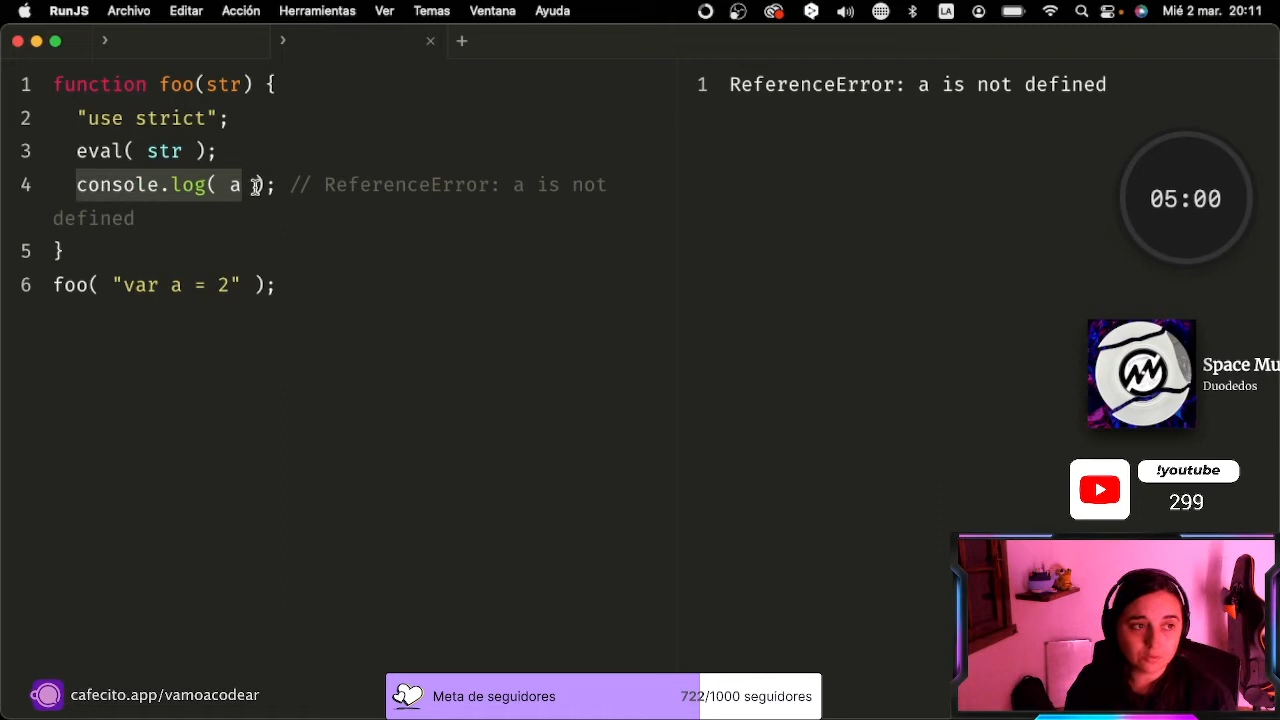 RunJS Archivo Editar Acción Herramientas Ver Temas Ventana Ayuda LA Mié 2 mar. 20:11
1 function foo(str) {
2 "use strict";
3 eval( str );
4 console.log( a ); // ReferenceError: a is not
defined
5 }
6 foo( "var a = 2" );
1 ReferenceError: a is not defined
05:00
Space Mu
Duodedos
!youtube
299
cafecito.app/vamoacodear
Meta de seguidores 722/1000 seguidores